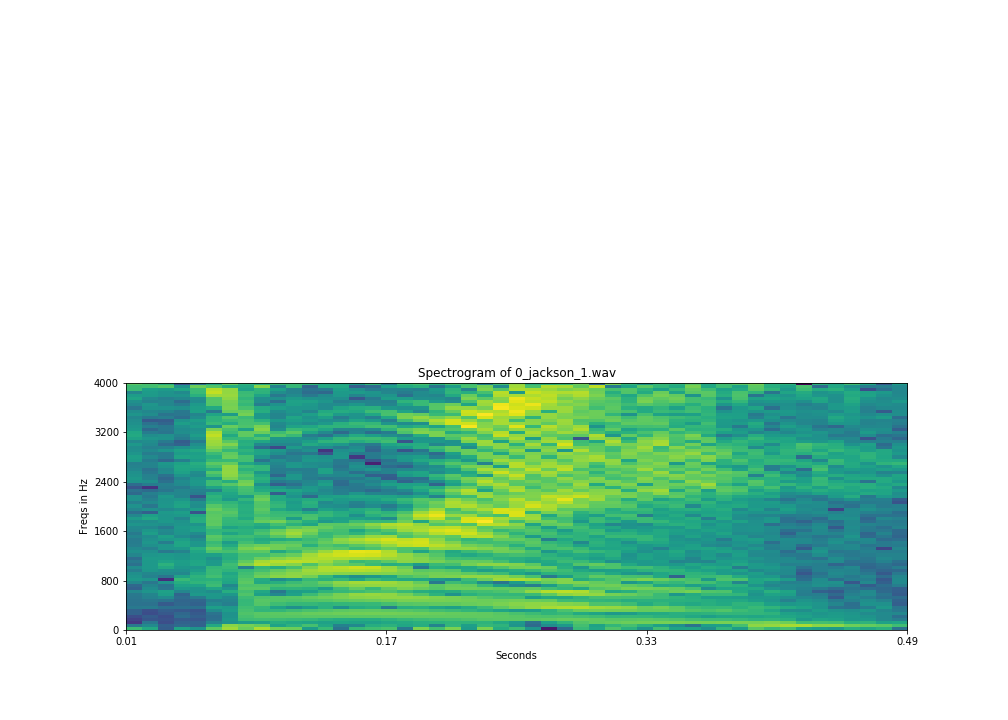 Spectrogram of 0_jackson_1.wav
4000
3200
2400
1600
800
0
Freqs in Hz
0.01 0.17 0.33 0.49
Seconds